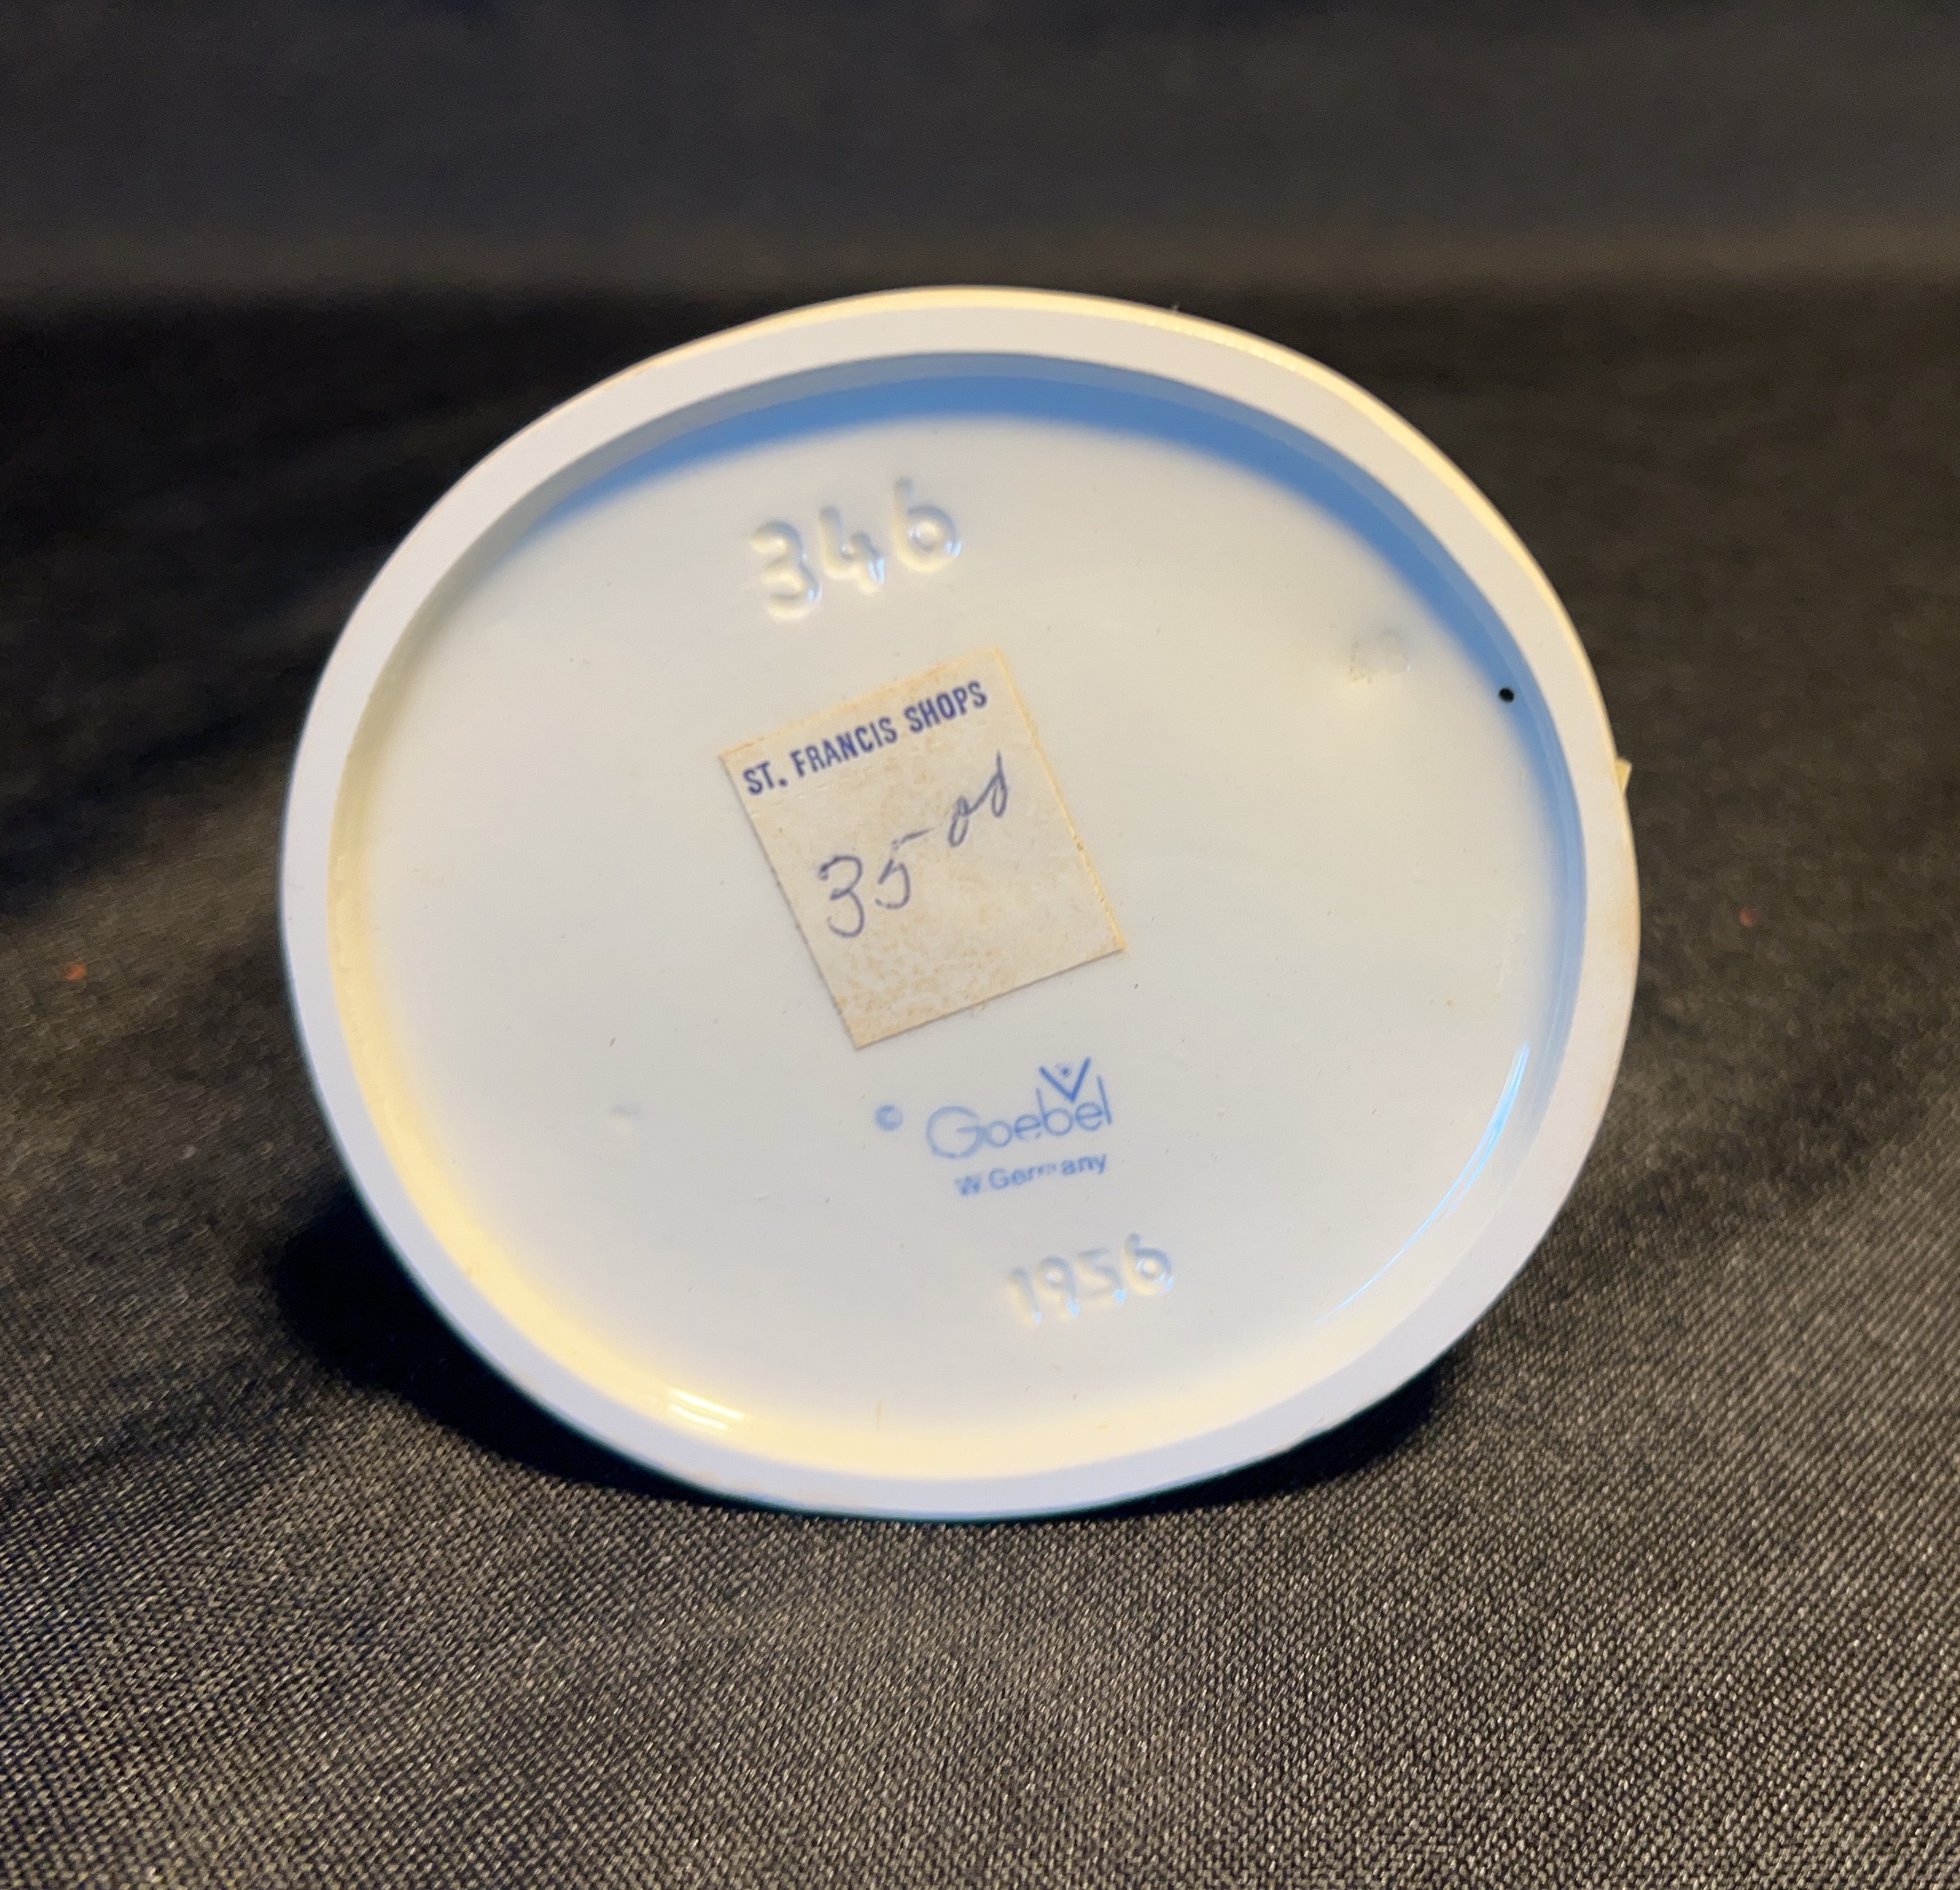 346
ST. FRANCIS SHOPS
35-00
© Goebel
W. Germany
1956